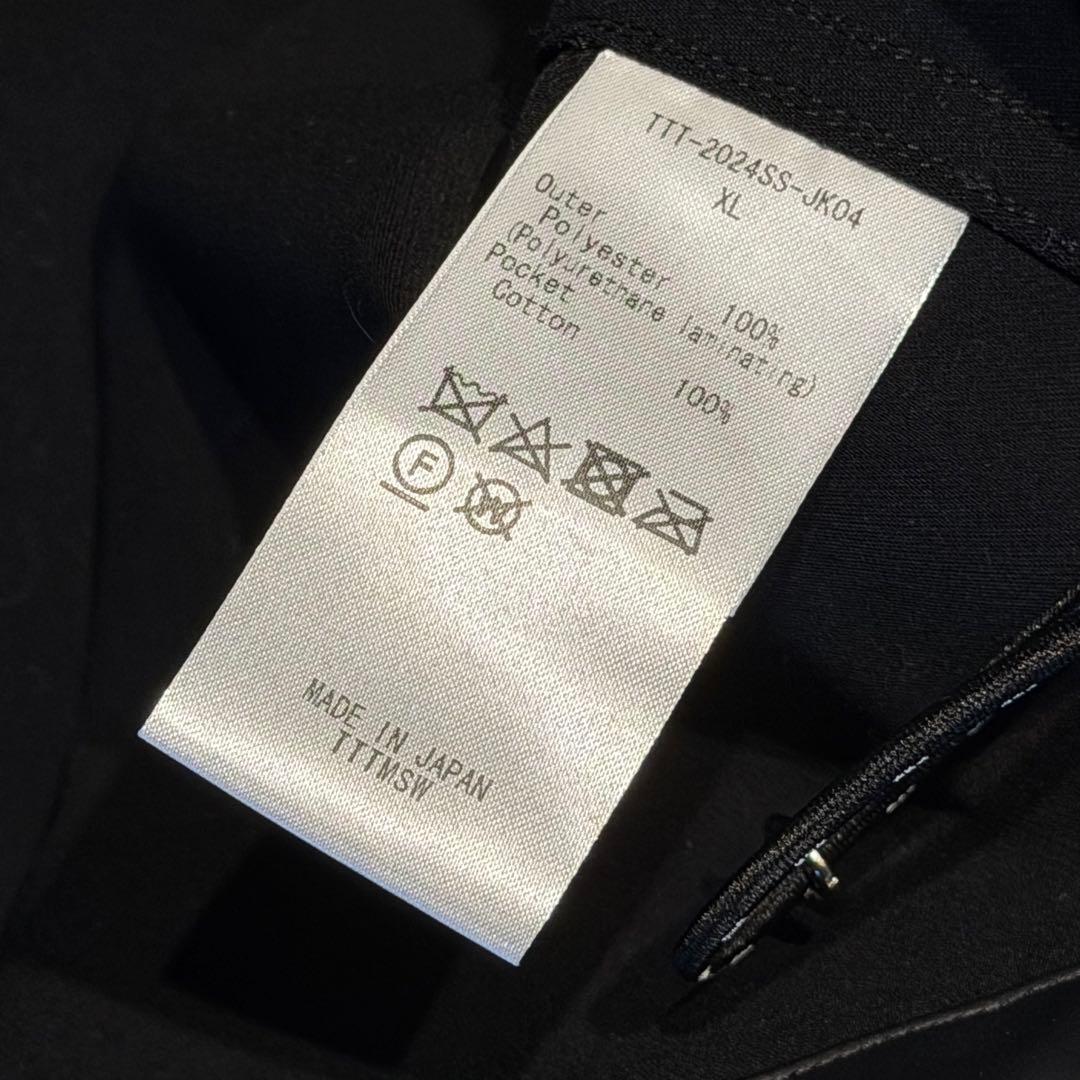 TTT-2024SS-JK04
XL
Outer
Polyester 100%
(Polyurethane laminating)
Pocket
Cotton 100%
F
W
MADE IN JAPAN
TTTMSW